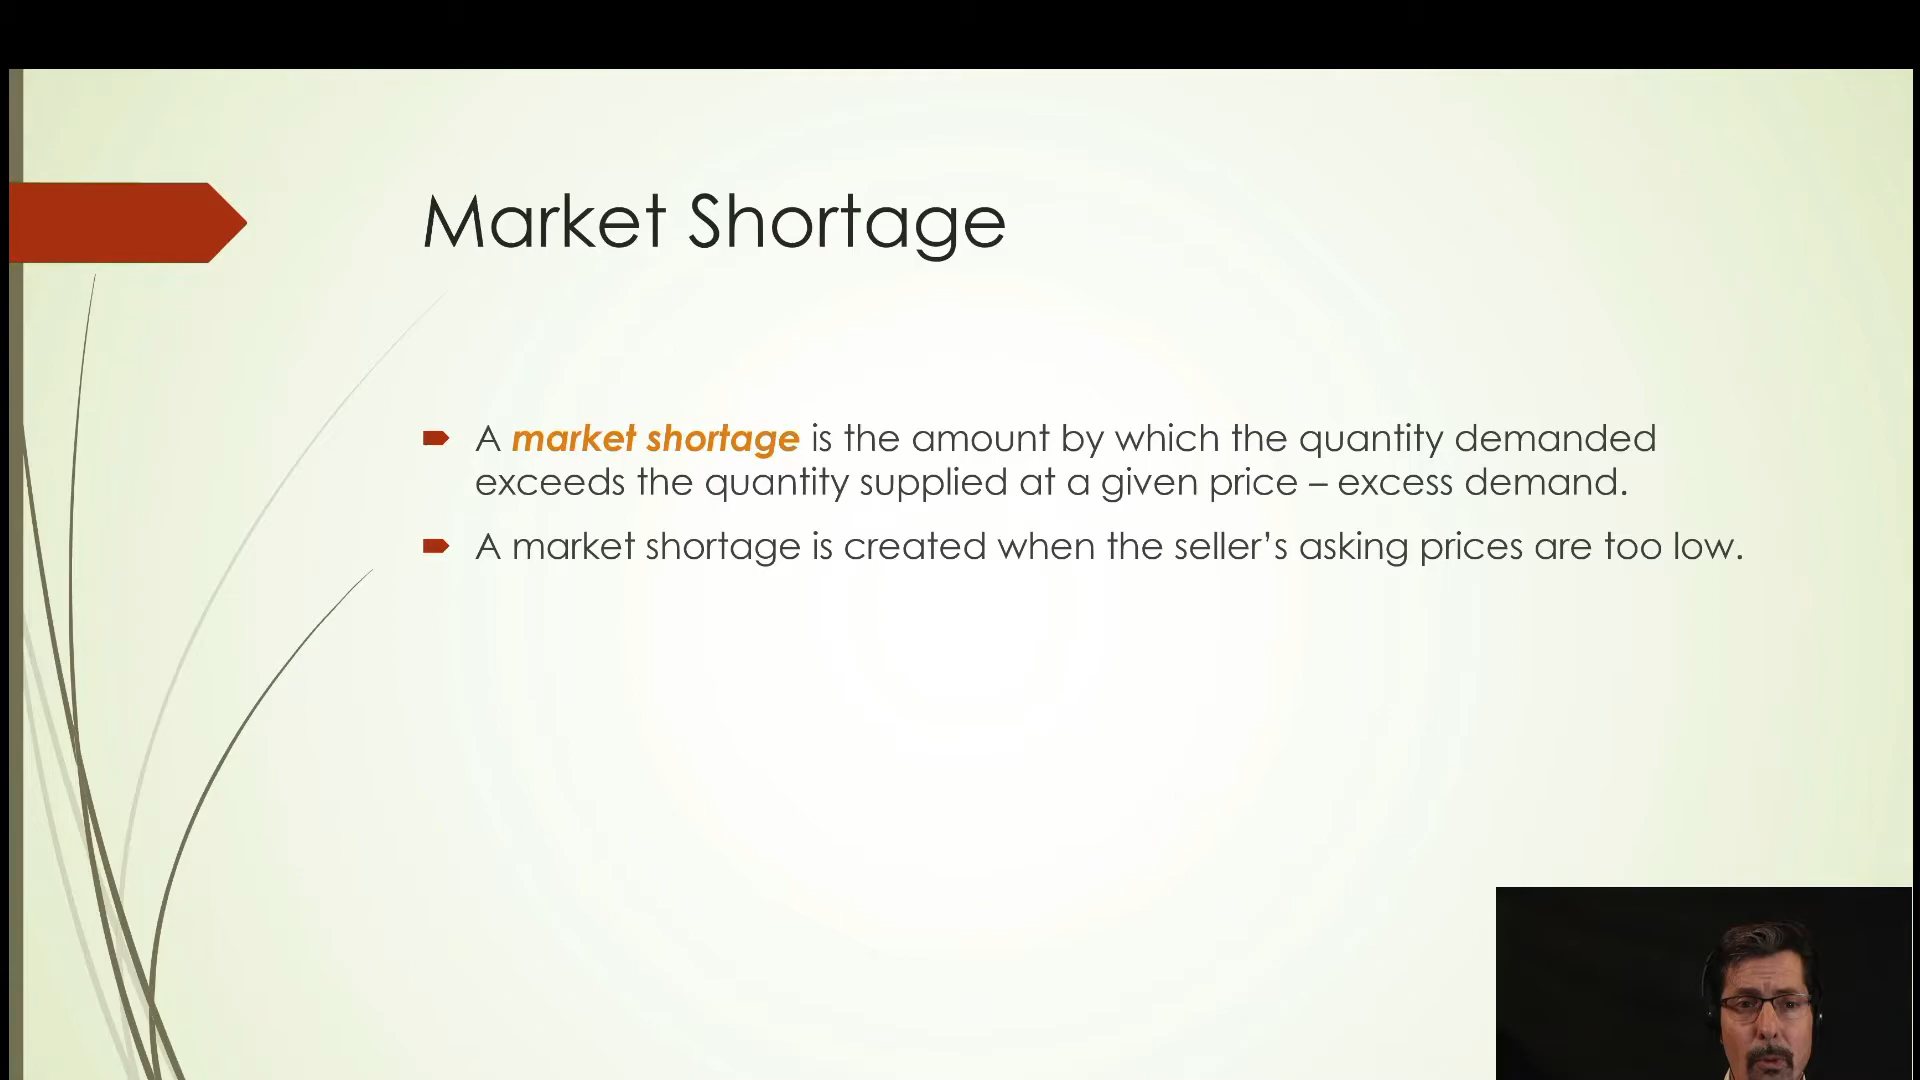 Market Shortage
A market shortage is the amount by which the quantity demanded
exceeds the quantity supplied at a given price – excess demand.
A market shortage is created when the seller’s asking prices are too low.